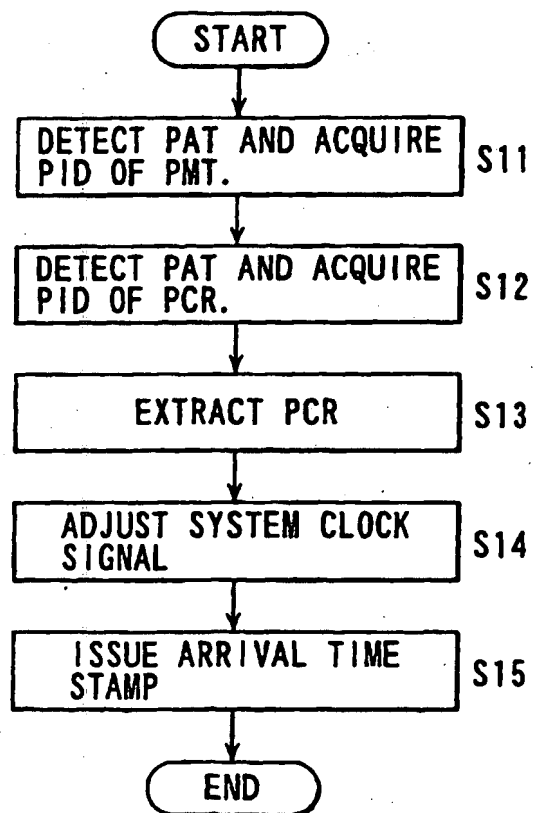 START
DETECT PAT AND ACQUIRE
PID OF PMT.
S11
DETECT PAT AND ACQUIRE
PID OF PCR.
S12
EXTRACT PCR
S13
ADJUST SYSTEM CLOCK
SIGNAL
S14
ISSUE ARRIVAL TIME
STAMP
S15
END